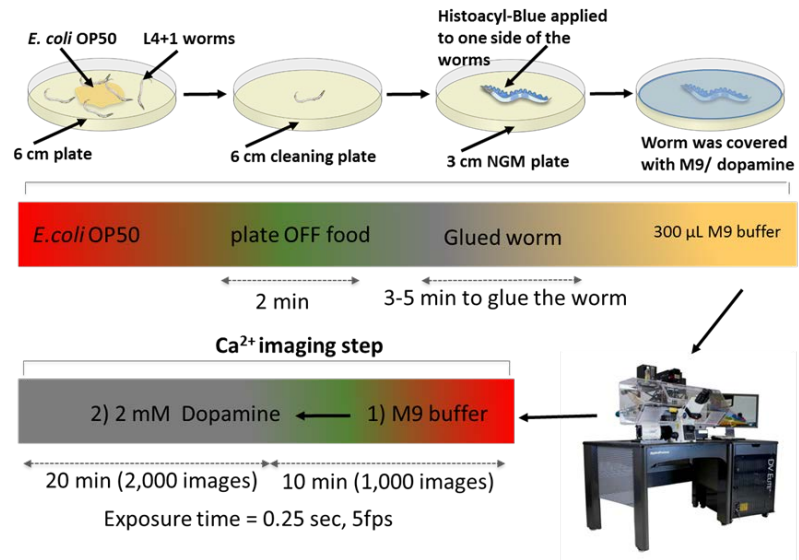 E. coli OP50
L4+1 worms
Histoacyl-Blue applied
to one side of the
worms
6 cm plate
6 cm cleaning plate
3 cm NGM plate
Worm was covered
with M9/ dopamine
E.coli OP50
plate OFF food
Glued worm
300 µL M9 buffer
2 min
3-5 min to glue the worm
Ca²⁺ imaging step
2) 2 mM Dopamine
1) M9 buffer
20 min (2,000 images)
10 min (1,000 images)
Exposure time = 0.25 sec, 5fps
DV Elite